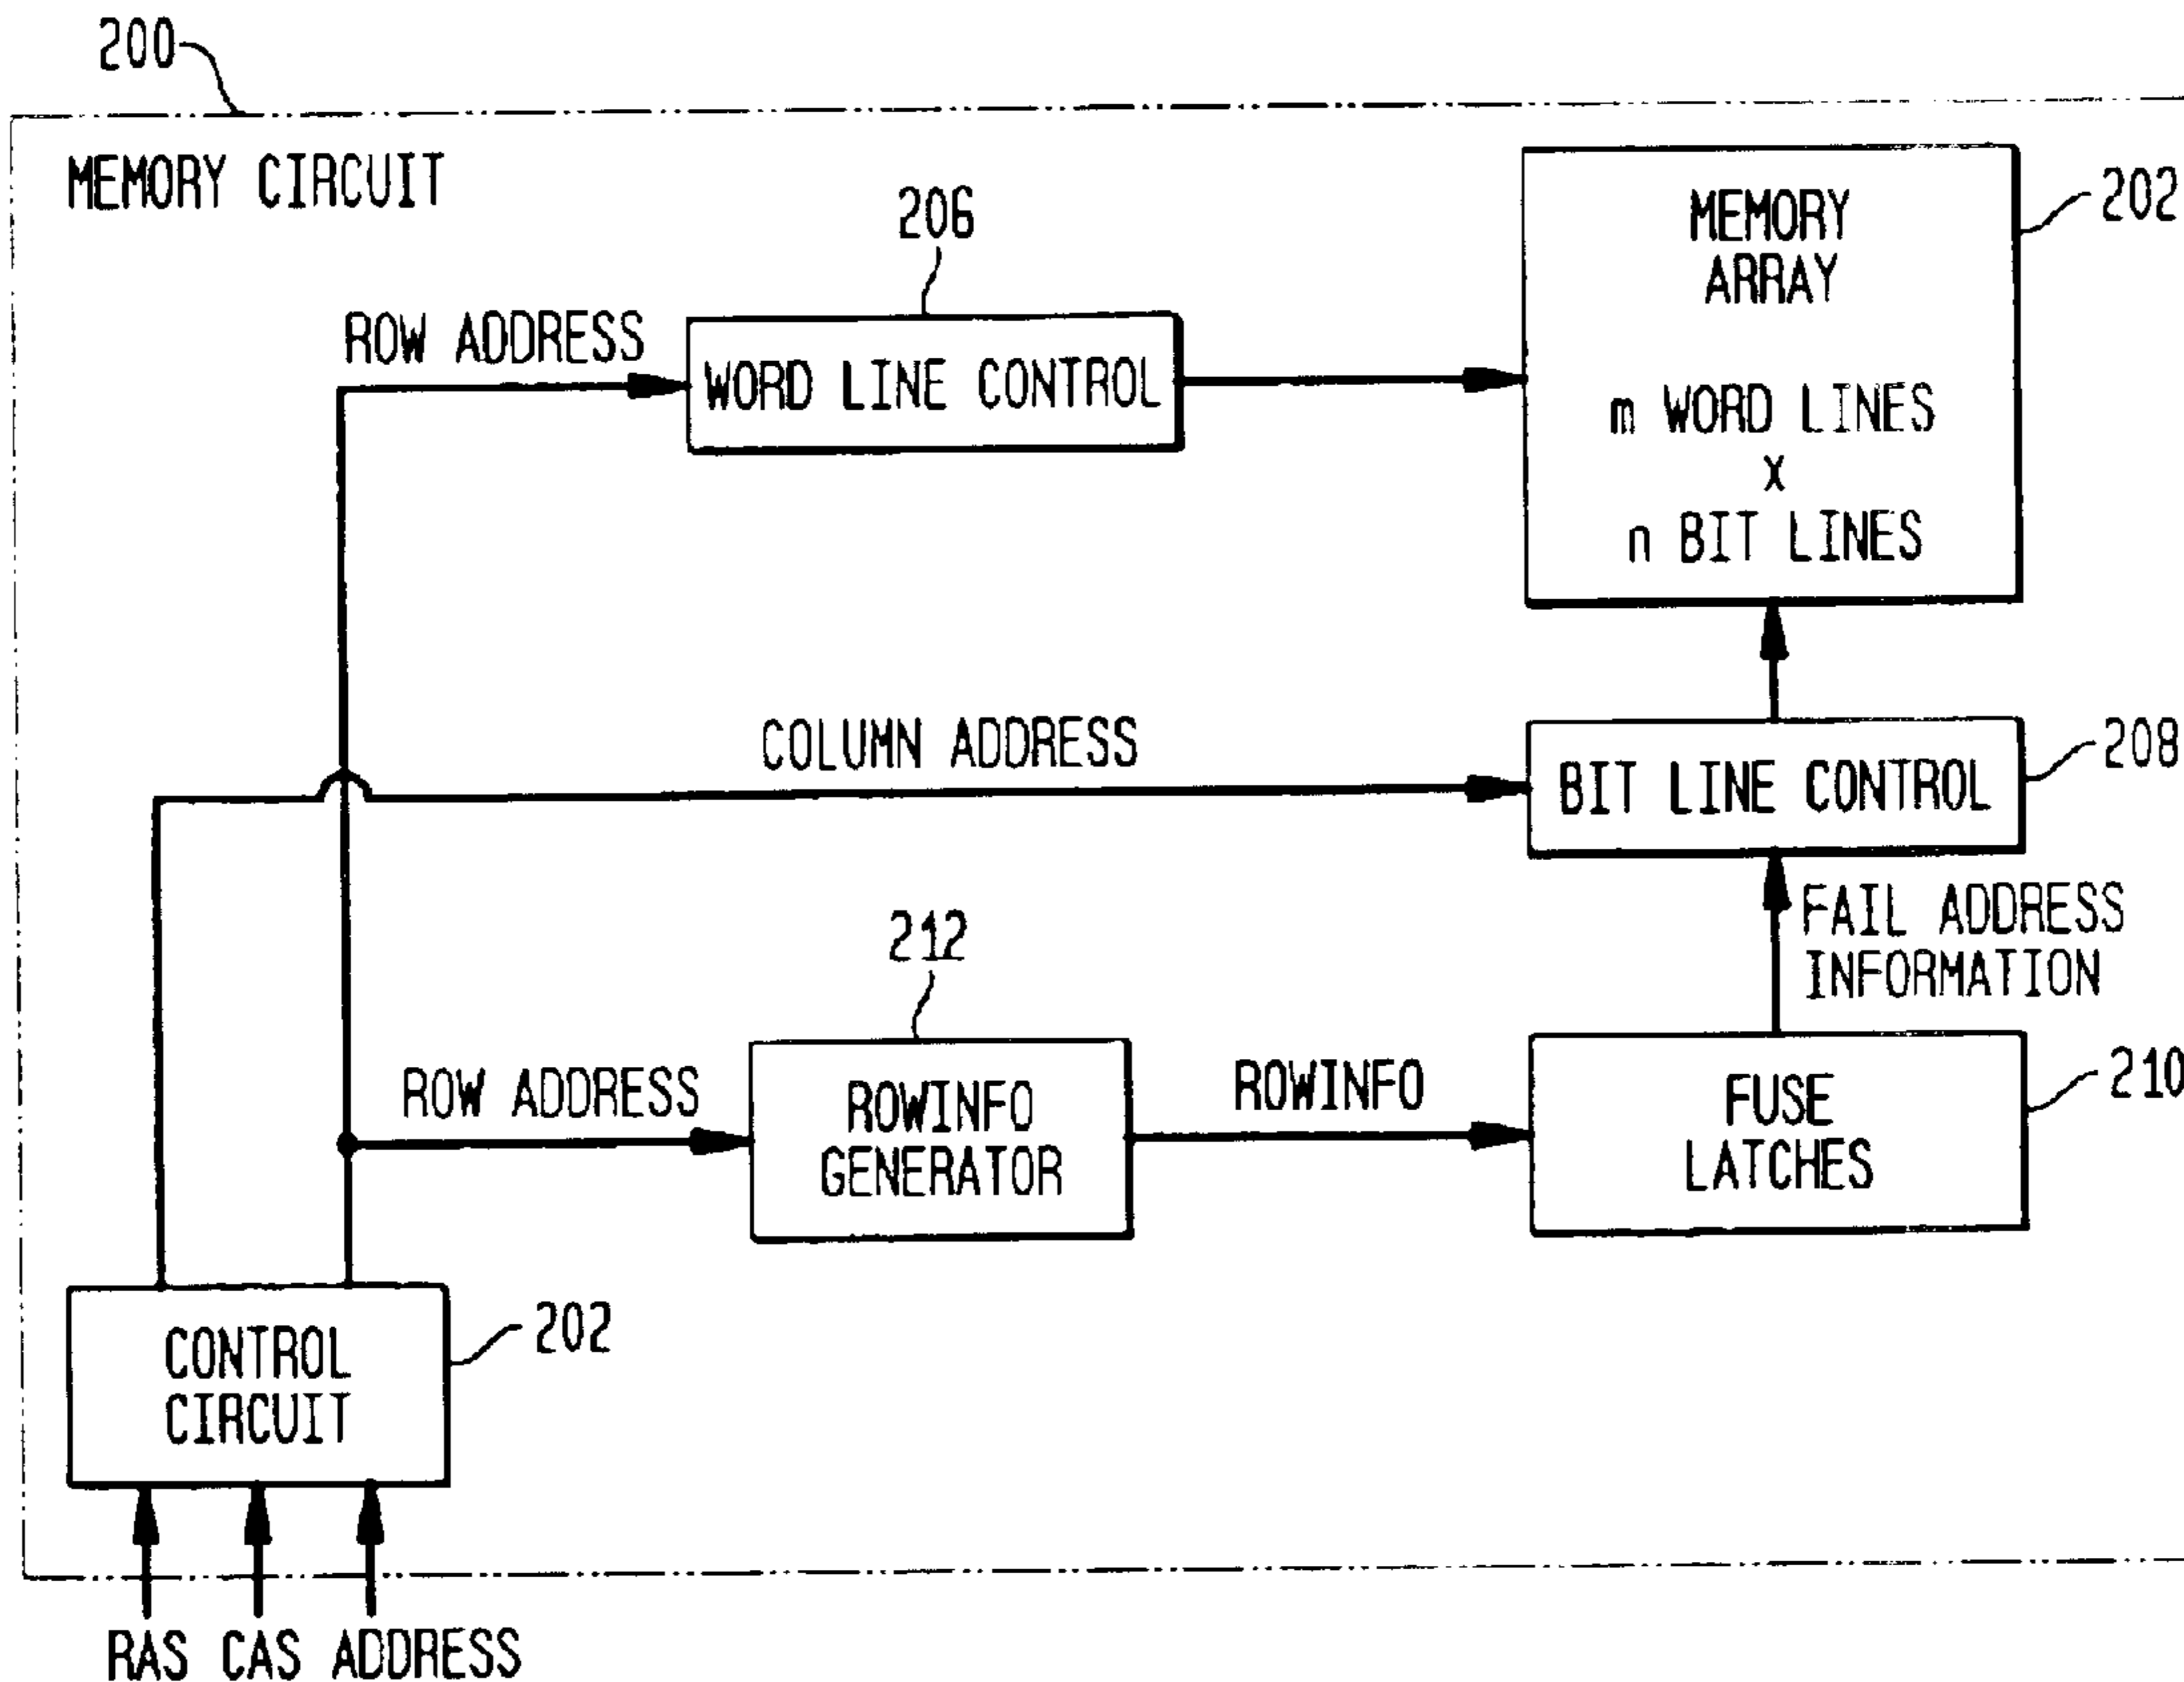 200
MEMORY CIRCUIT
206
MEMORY
ARRAY
m WORD LINES
X
n BIT LINES
202
ROW ADDRESS
WORD LINE CONTROL
COLUMN ADDRESS
BIT LINE CONTROL
208
FAIL ADDRESS
INFORMATION
212
ROW ADDRESS
ROWINFO
GENERATOR
ROWINFO
FUSE
LATCHES
210
CONTROL
CIRCUIT
202
RAS CAS ADDRESS